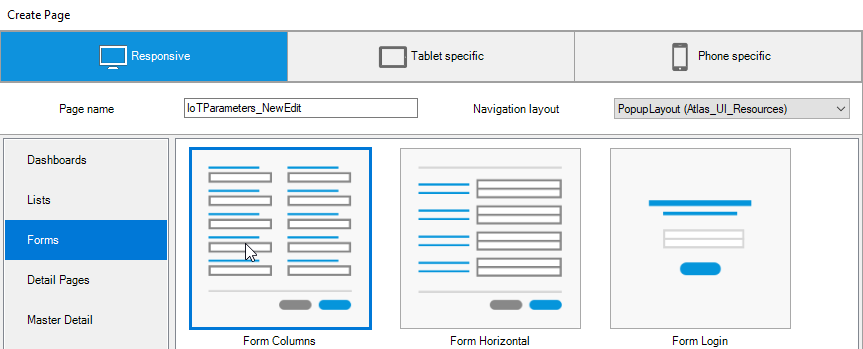 Create Page
Responsive
Tablet specific
Phone specific
Page name
IoTParameters_NewEdit
Navigation layout
PopupLayout (Atlas_UI_Resources)
Dashboards
Lists
Forms
Detail Pages
Master Detail
Form Columns
Form Horizontal
Form Login